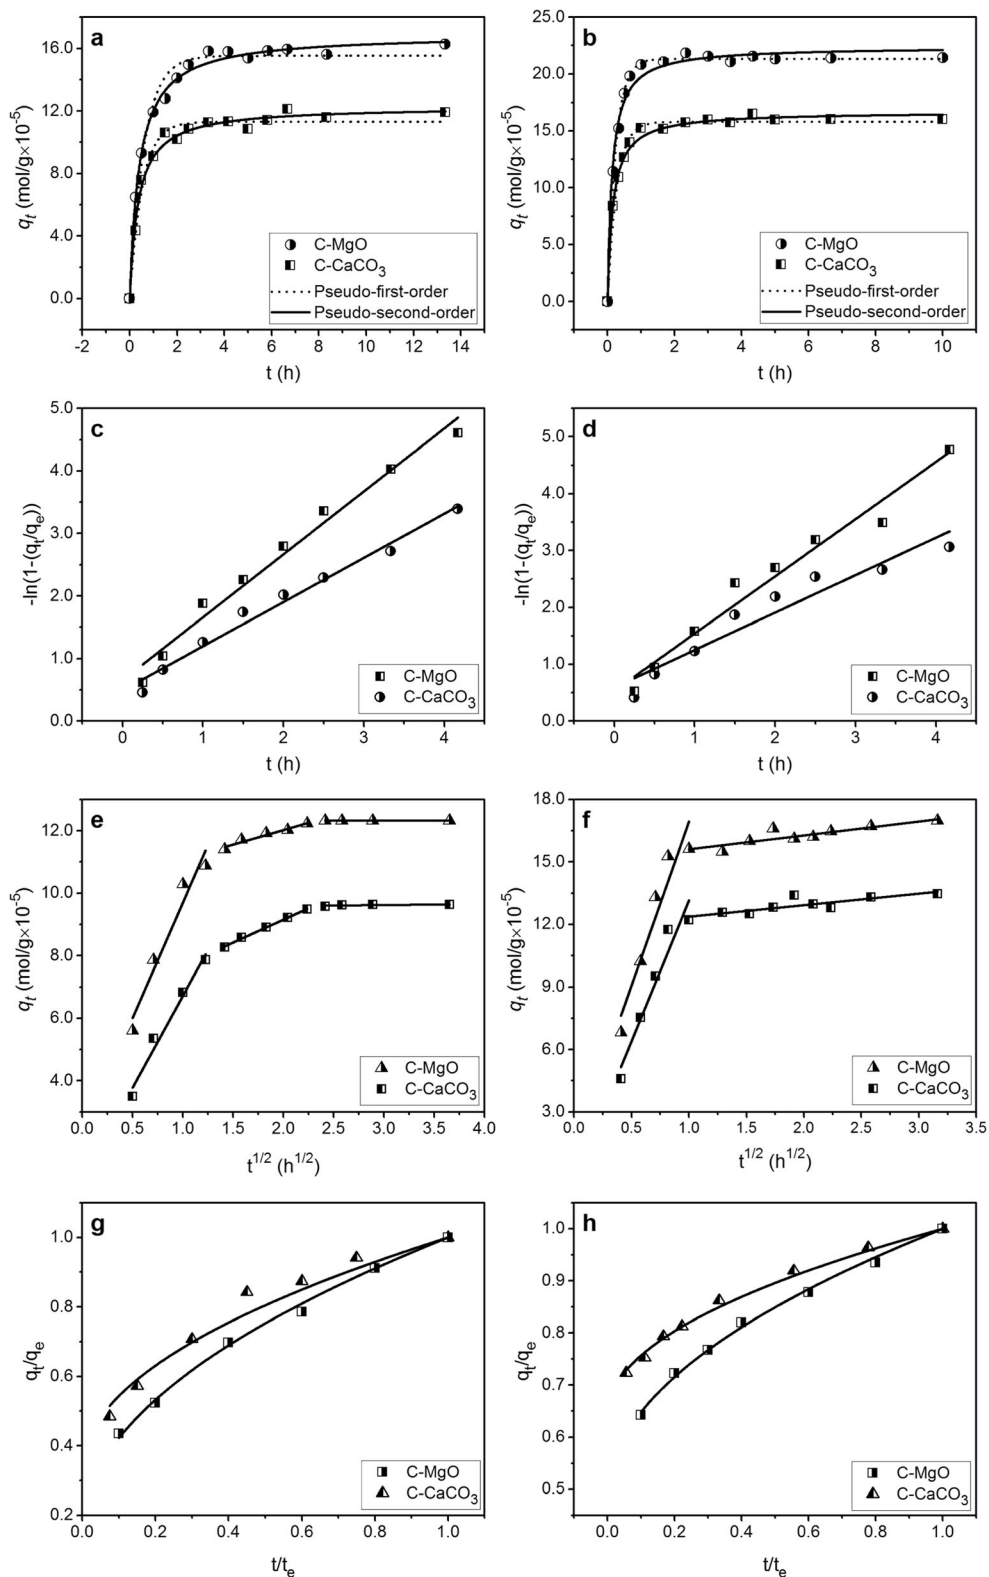 a
16.0
12.0
8.0
4.0
0.0
qt (mol/g×10-5)
C-MgO
C-CaCO3
Pseudo-first-order
Pseudo-second-order
-2 0 2 4 6 8 10 12 14
t (h)
b
25.0
20.0
15.0
10.0
5.0
0.0
qt (mol/g×10-5)
C-MgO
C-CaCO3
Pseudo-first-order
Pseudo-second-order
0 2 4 6 8 10
t (h)
c
5.0
4.0
3.0
2.0
1.0
0.0
-ln(1-(qt/qe))
C-MgO
C-CaCO3
0 1 2 3 4
t (h)
d
5.0
4.0
3.0
2.0
1.0
0.0
-ln(1-(qt/qe))
C-MgO
C-CaCO3
0 1 2 3 4
t (h)
e
12.0
10.0
8.0
6.0
4.0
qt (mol/g×10-5)
C-MgO
C-CaCO3
0.0 0.5 1.0 1.5 2.0 2.5 3.0 3.5 4.0
t1/2 (h1/2)
f
18.0
15.0
12.0
9.0
6.0
3.0
qt (mol/g×10-5)
C-MgO
C-CaCO3
0.0 0.5 1.0 1.5 2.0 2.5 3.0 3.5
t1/2 (h1/2)
g
1.0
0.8
0.6
0.4
0.2
qt/qe
C-MgO
C-CaCO3
0.0 0.2 0.4 0.6 0.8 1.0
t/te
h
1.0
0.9
0.8
0.7
0.6
0.5
qt/qe
C-MgO
C-CaCO3
0.0 0.2 0.4 0.6 0.8 1.0
t/te